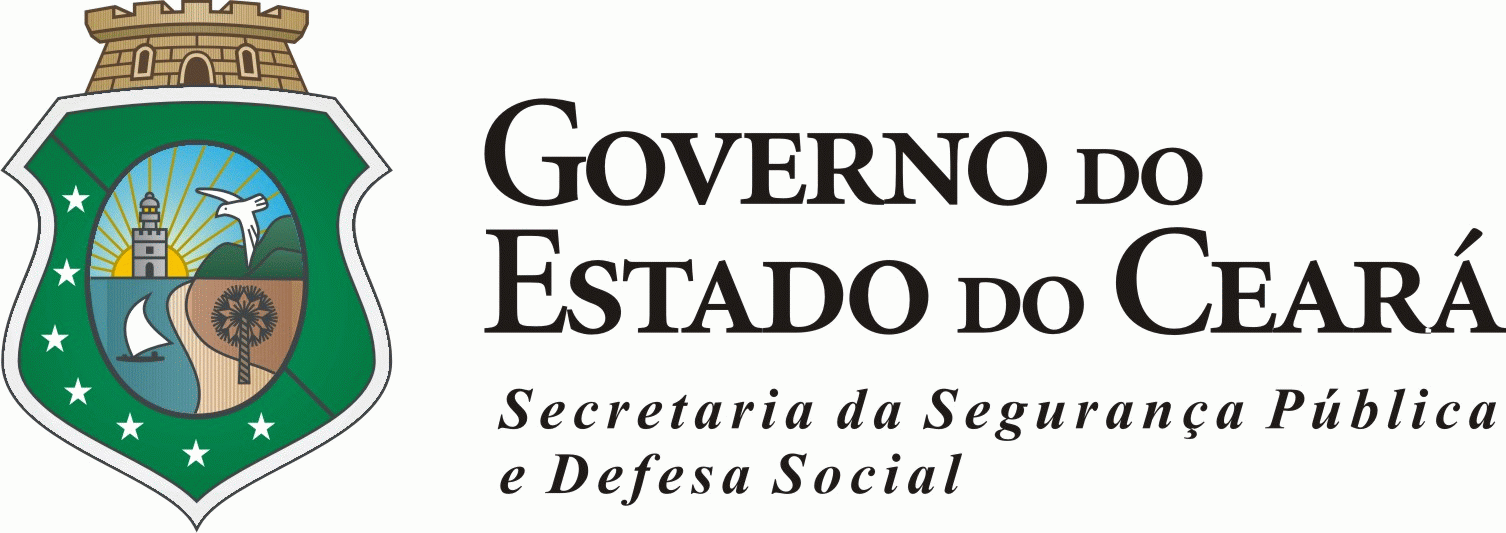 GOVERNO DO
ESTADO DO CEARÁ
Secretaria da Segurança Pública
e Defesa Social